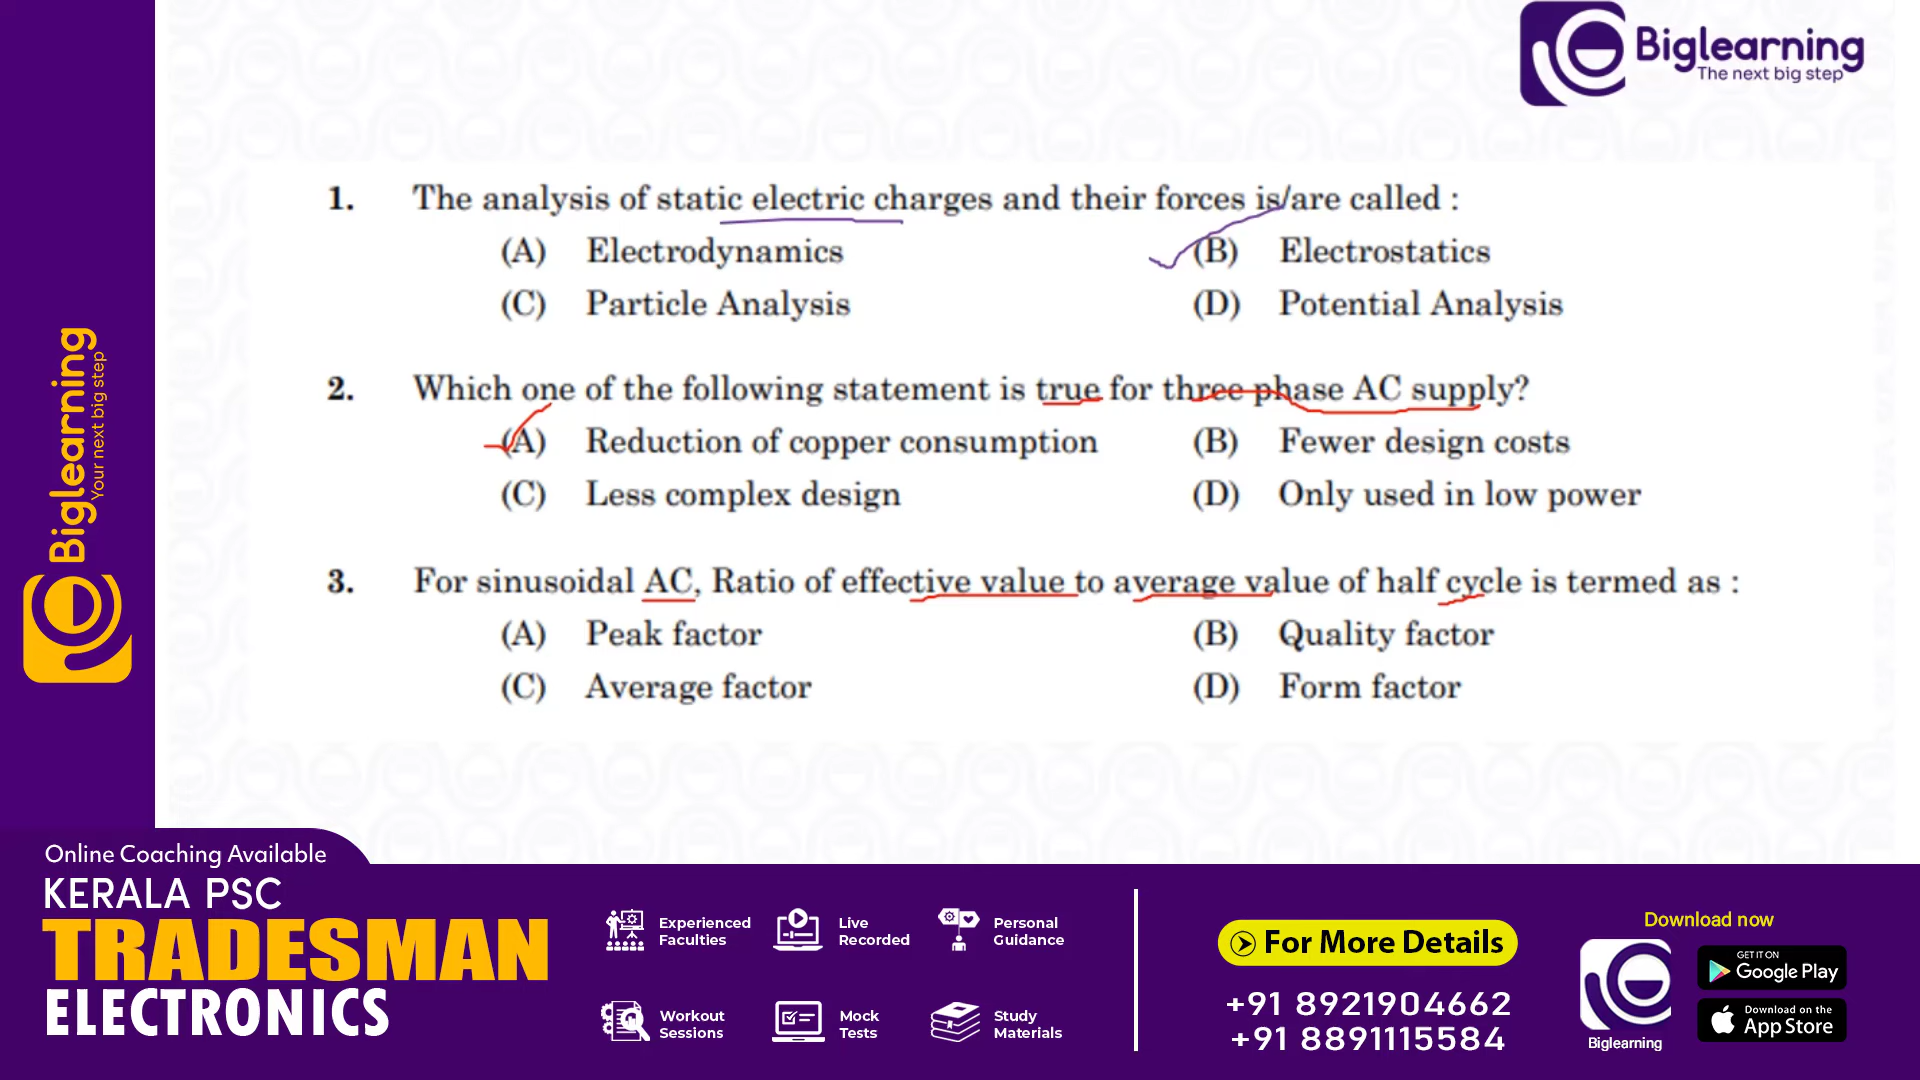 Biglearning
The next big step
1. The analysis of static electric charges and their forces is/are called :
(A) Electrodynamics (B) Electrostatics
(C) Particle Analysis (D) Potential Analysis
2. Which one of the following statement is true for three phase AC supply?
(A) Reduction of copper consumption (B) Fewer design costs
(C) Less complex design (D) Only used in low power
3. For sinusoidal AC, Ratio of effective value to average value of half cycle is termed as :
(A) Peak factor (B) Quality factor
(C) Average factor (D) Form factor
Biglearning
Your next big step
Online Coaching Available
KERALA PSC
TRADESMAN
ELECTRONICS
Experienced
Faculties
Live
Recorded
Personal
Guidance
Workout
Sessions
Mock
Tests
Study
Materials
For More Details
+91 8921904662
+91 8891115584
Download now
Biglearning
GET IT ON
Google Play
Download on the
App Store